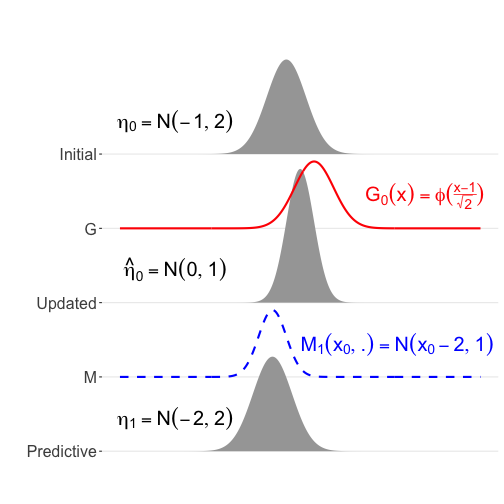 η₀ = N(−1, 2)
Initial
G₀(x) = ϕ(x−1/√2)
G
η̂₀ = N(0, 1)
Updated
M₁(x₀, .) = N(x₀ − 2, 1)
M
η₁ = N(−2, 2)
Predictive